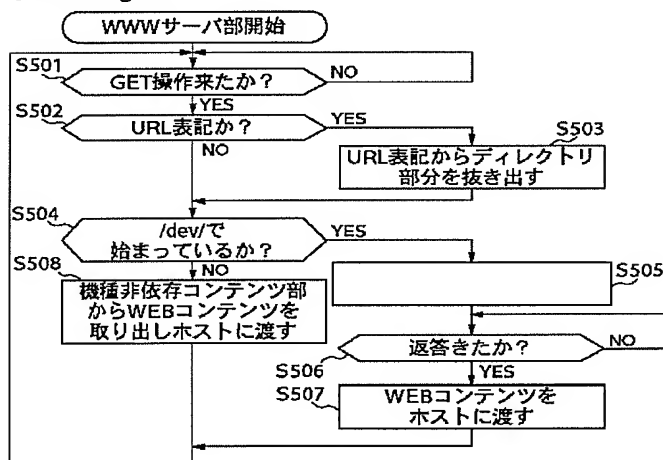 WWWサーバ部開始
S501
GET操作来たか？
NO
YES
S502
URL表記か？
YES
NO
S503
URL表記からディレクトリ
部分を抜き出す
S504
/dev/で
始まっているか？
YES
NO
S505
S508
機種非依存コンテンツ部
からWEBコンテンツを
取り出しホストに渡す
S506
返答きたか？
NO
YES
S507
WEBコンテンツを
ホストに渡す